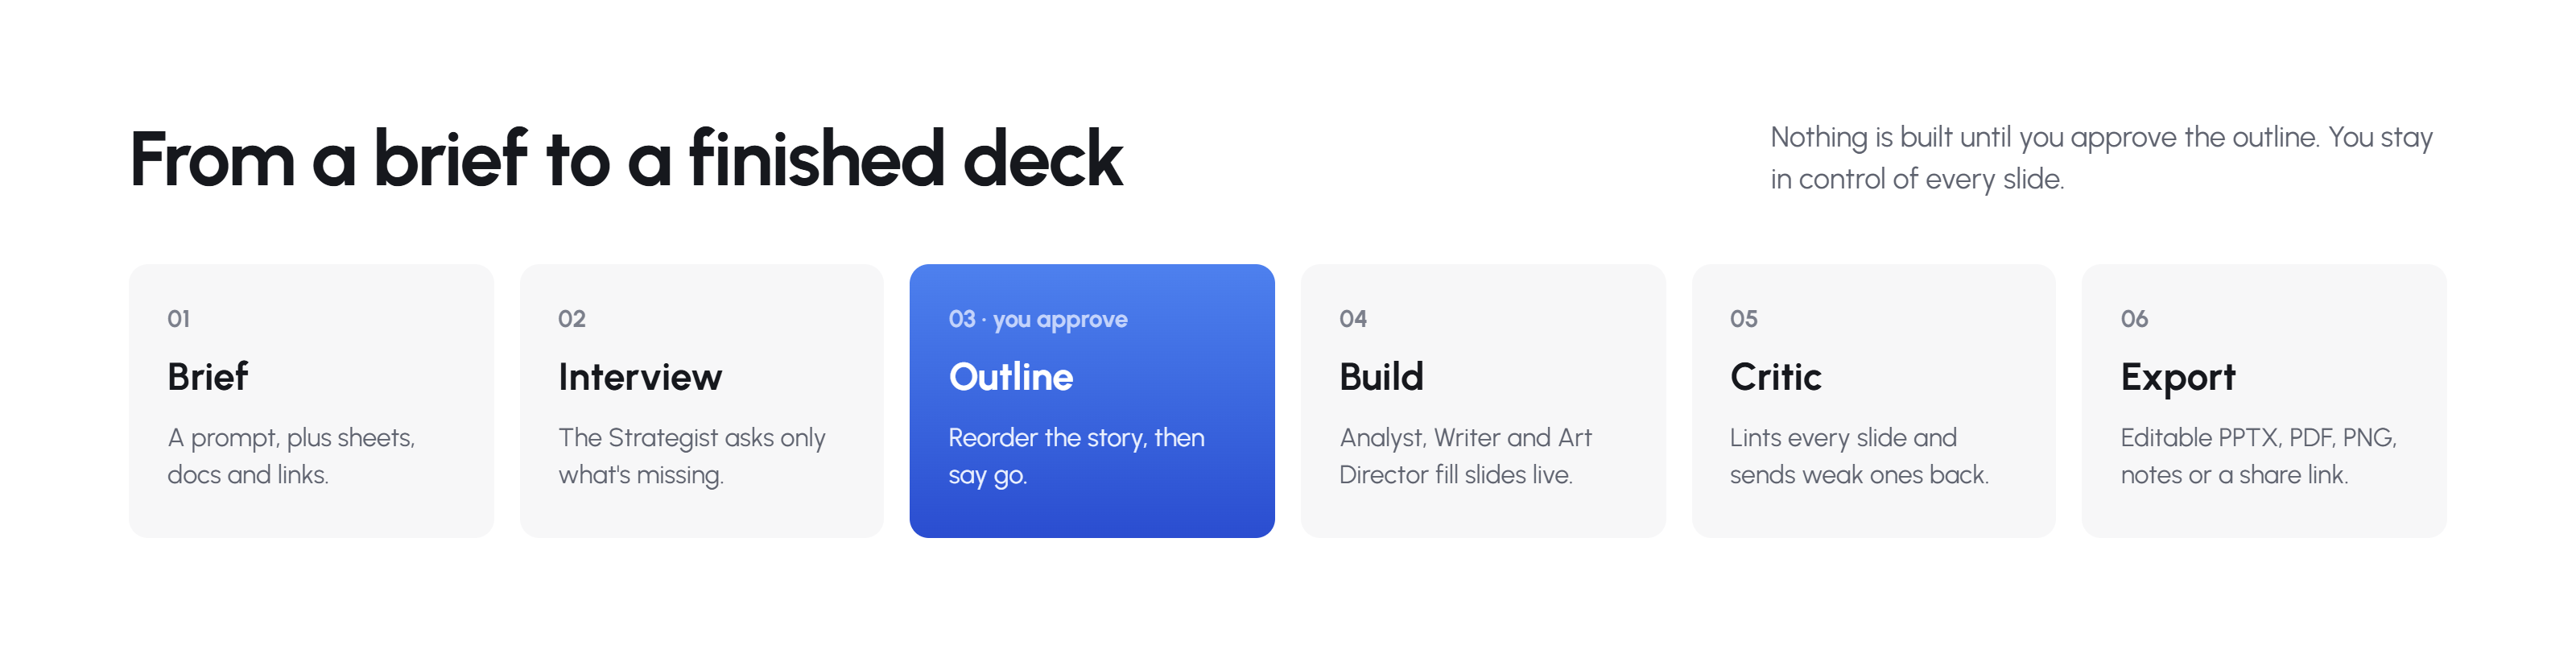 From a brief to a finished deck
Nothing is built until you approve the outline. You stay
in control of every slide.
01
Brief
A prompt, plus sheets,
docs and links.
02
Interview
The Strategist asks only
what's missing.
03 · you approve
Outline
Reorder the story, then
say go.
04
Build
Analyst, Writer and Art
Director fill slides live.
05
Critic
Lints every slide and
sends weak ones back.
06
Export
Editable PPTX, PDF, PNG,
notes or a share link.